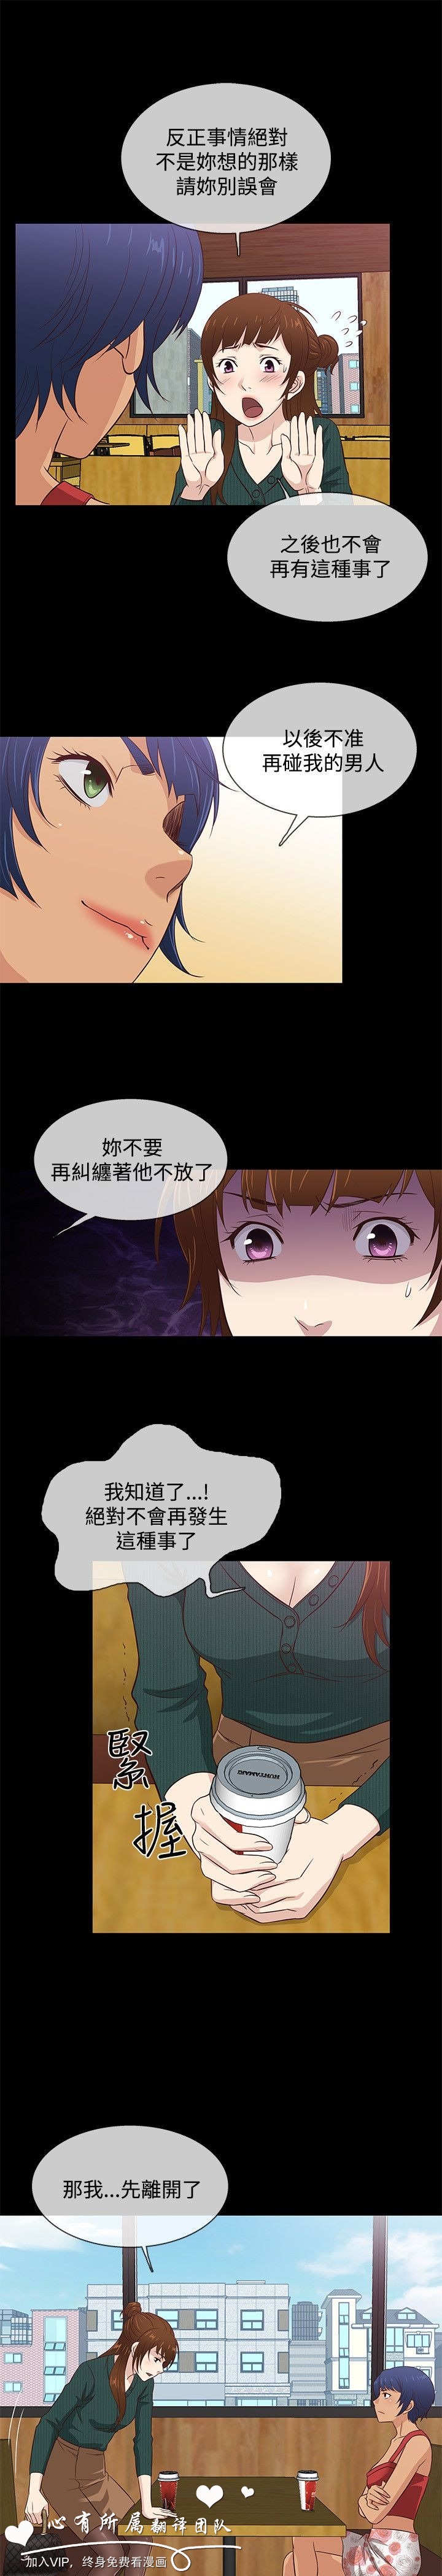 反正事情絕對
不是妳想的那樣
請妳別誤會
之後也不會
再有這種事了
以後不准
再碰我的男人
妳不要
再糾纏著他不放了
我知道了...!
絕對不會再發生
這種事了
緊
握
那我...先離開了
心有所属翻译团队
加入VIP，终身免费看漫画